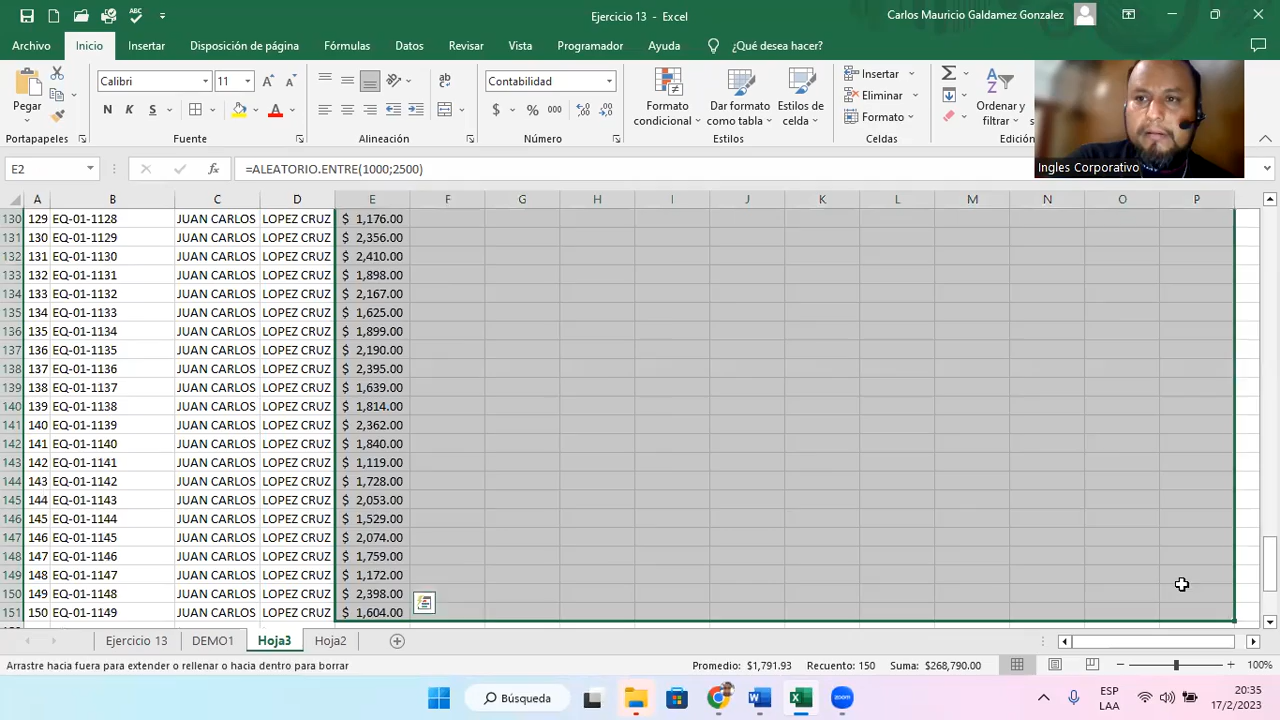 Ejercicio 13 - Excel
Carlos Mauricio Galdamez Gonzalez
Archivo Inicio Insertar Disposición de página Fórmulas Datos Revisar Vista Programador Ayuda ¿Qué desea hacer?
Pegar
Calibri 11
N K S
Contabilidad
$ % 000
Formato condicional
Dar formato como tabla
Estilos de celda
Insertar
Eliminar
Formato
Ordenar y filtrar
Portapapeles Fuente Alineación Número Estilos Celdas Edición
Ingles Corporativo
E2 fx =ALEATORIO.ENTRE(1000;2500)
A B C D E F G H I J K L M N O P
130 129 EQ-01-1128 JUAN CARLOS LOPEZ CRUZ $ 1,176.00
131 130 EQ-01-1129 JUAN CARLOS LOPEZ CRUZ $ 2,356.00
132 131 EQ-01-1130 JUAN CARLOS LOPEZ CRUZ $ 2,410.00
133 132 EQ-01-1131 JUAN CARLOS LOPEZ CRUZ $ 1,898.00
134 133 EQ-01-1132 JUAN CARLOS LOPEZ CRUZ $ 2,167.00
135 134 EQ-01-1133 JUAN CARLOS LOPEZ CRUZ $ 1,625.00
136 135 EQ-01-1134 JUAN CARLOS LOPEZ CRUZ $ 1,899.00
137 136 EQ-01-1135 JUAN CARLOS LOPEZ CRUZ $ 2,190.00
138 137 EQ-01-1136 JUAN CARLOS LOPEZ CRUZ $ 2,395.00
139 138 EQ-01-1137 JUAN CARLOS LOPEZ CRUZ $ 1,639.00
140 139 EQ-01-1138 JUAN CARLOS LOPEZ CRUZ $ 1,814.00
141 140 EQ-01-1139 JUAN CARLOS LOPEZ CRUZ $ 2,362.00
142 141 EQ-01-1140 JUAN CARLOS LOPEZ CRUZ $ 1,840.00
143 142 EQ-01-1141 JUAN CARLOS LOPEZ CRUZ $ 1,119.00
144 143 EQ-01-1142 JUAN CARLOS LOPEZ CRUZ $ 1,728.00
145 144 EQ-01-1143 JUAN CARLOS LOPEZ CRUZ $ 2,053.00
146 145 EQ-01-1144 JUAN CARLOS LOPEZ CRUZ $ 1,529.00
147 146 EQ-01-1145 JUAN CARLOS LOPEZ CRUZ $ 2,074.00
148 147 EQ-01-1146 JUAN CARLOS LOPEZ CRUZ $ 1,759.00
149 148 EQ-01-1147 JUAN CARLOS LOPEZ CRUZ $ 1,172.00
150 149 EQ-01-1148 JUAN CARLOS LOPEZ CRUZ $ 2,398.00
151 150 EQ-01-1149 JUAN CARLOS LOPEZ CRUZ $ 1,604.00
Ejercicio 13 DEMO1 Hoja3 Hoja2
Arrastre hacia fuera para extender o rellenar o hacia dentro para borrar Promedio: $1,791.93 Recuento: 150 Suma: $268,790.00 100%
Búsqueda
zoom
ESP
LAA
20:35
17/2/2023